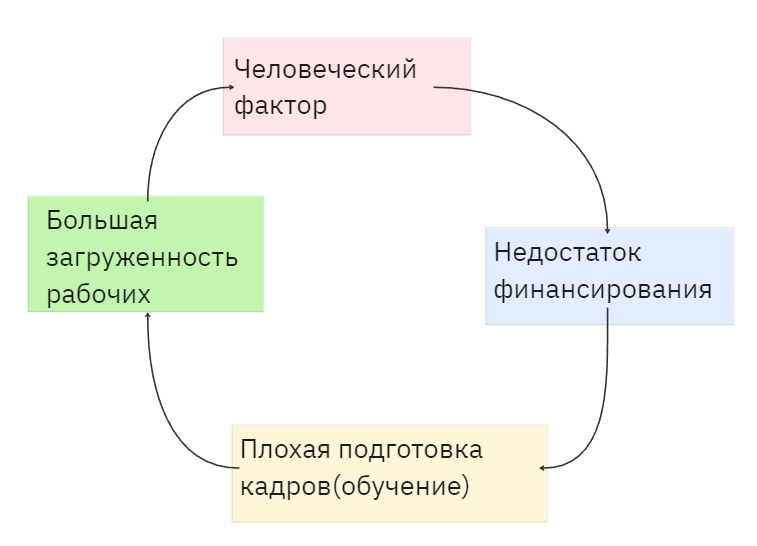 Человеческий
фактор
Недостаток
финансирования
Плохая подготовка
кадров(обучение)
Большая
загруженность
рабочих